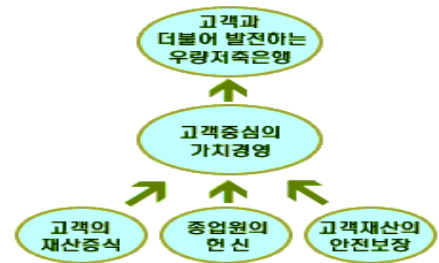 고객과
더불어 발전하는
우량저축은행
고객중심의
가치경영
고객의
재산증식
종업원의
헌 신
고객재산의
안전보장